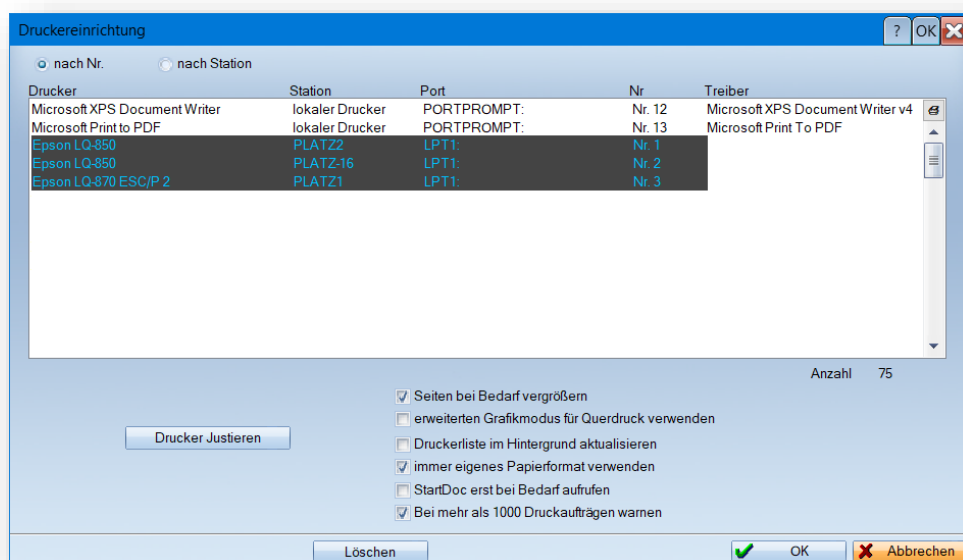 Druckereinrichtung ? OK
nach Nr. nach Station
Drucker Station Port Nr Treiber
Microsoft XPS Document Writer lokaler Drucker PORTPROMPT: Nr. 12 Microsoft XPS Document Writer v4
Microsoft Print to PDF lokaler Drucker PORTPROMPT: Nr. 13 Microsoft Print To PDF
Epson LQ-850 PLATZ2 LPT1: Nr. 1
Epson LQ-850 PLATZ-16 LPT1: Nr. 2
Epson LQ-870 ESC/P 2 PLATZ1 LPT1: Nr. 3
Anzahl 75
Seiten bei Bedarf vergrößern
erweiterten Grafikmodus für Querdruck verwenden
Drucker Justieren
Druckerliste im Hintergrund aktualisieren
immer eigenes Papierformat verwenden
StartDoc erst bei Bedarf aufrufen
Bei mehr als 1000 Druckaufträgen warnen
Löschen OK Abbrechen